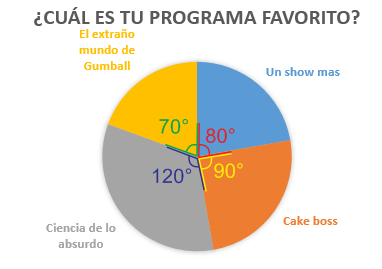 ¿CUÁL ES TU PROGRAMA FAVORITO?
El extraño
mundo de
Gumball
Un show mas
70°
80°
120°
90°
Ciencia de lo
absurdo
Cake boss